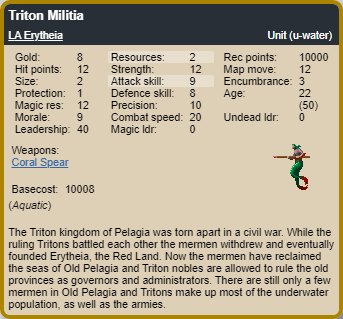 Triton Militia
LA Erytheia Unit (u-water)
Gold: 8 Resources: 2 Rec points: 10000
Hit points: 12 Strength: 12 Map move: 12
Size: 2 Attack skill: 9 Encumbrance: 3
Protection: 1 Defence skill: 8 Age: 22
Magic res: 12 Precision: 10 (50)
Morale: 9 Combat speed: 20 Undead ldr: 0
Leadership: 40 Magic ldr: 0
Weapons:
Coral Spear
Basecost: 10008
(Aquatic)
The Triton kingdom of Pelagia was torn apart in a civil war. While the
ruling Tritons battled each other the mermen withdrew and eventually
founded Erytheia, the Red Land. Now the mermen have reclaimed
the seas of Old Pelagia and Triton nobles are allowed to rule the old
provinces as governors and administrators. There are still only a few
mermen in Old Pelagia and Tritons make up most of the underwater
population, as well as the armies.